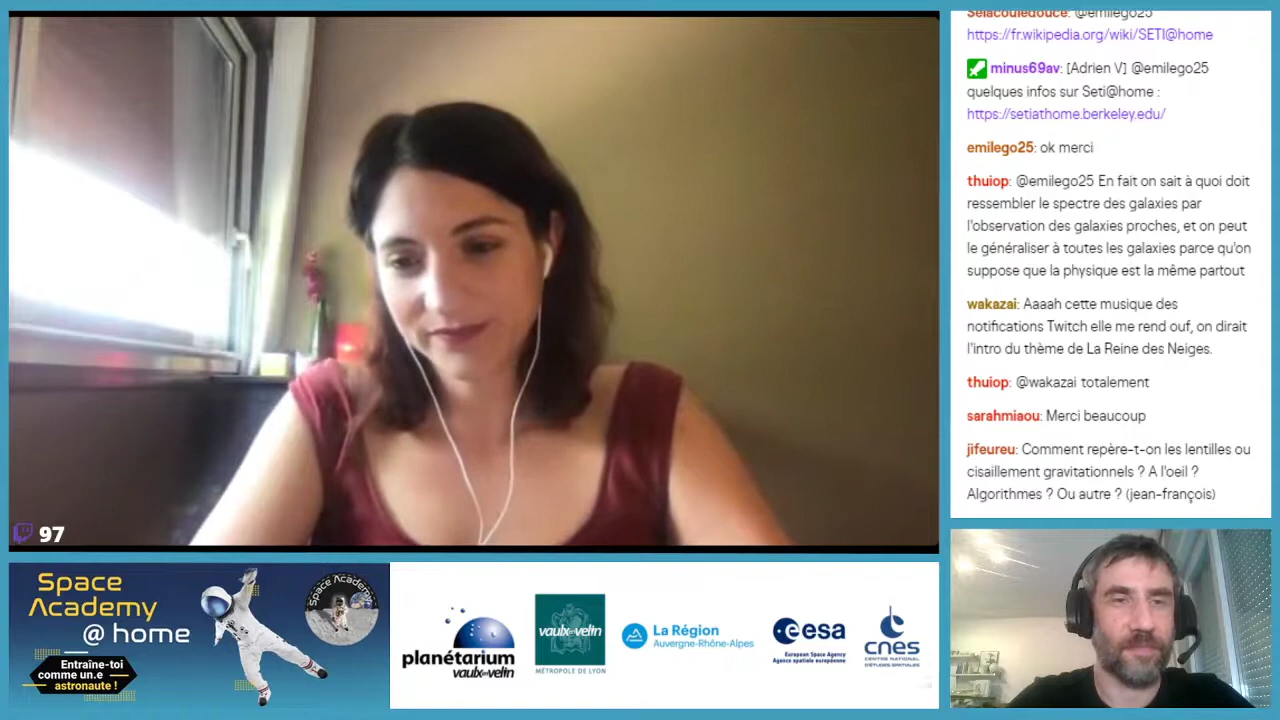 Selacouledouce: @emilego25
https://fr.wikipedia.org/wiki/SETI@home
minus69av: [Adrien V] @emilego25
quelques infos sur Seti@home :
https://setiathome.berkeley.edu/
emilego25: ok merci
thuiop: @emilego25 En fait on sait à quoi doit
ressembler le spectre des galaxies par
l'observation des galaxies proches, et on peut
le généraliser à toutes les galaxies parce qu'on
suppose que la physique est la même partout
wakazai: Aaaah cette musique des
notifications Twitch elle me rend ouf, on dirait
l'intro du thème de La Reine des Neiges.
thuiop: @wakazai totalement
sarahmiaou: Merci beaucoup
jifeureu: Comment repère-t-on les lentilles ou
cisaillement gravitationnels ? A l'oeil ?
Algorithmes ? Ou autre ? (jean-françois)
97
Space
Academy
@ home
Entraîne-toi
comme un.e
astronaute !
Space Academy
planétarium
vaulx-en-velin
vaulx-en-velin
MÉTROPOLE DE LYON
La Région
Auvergne-Rhône-Alpes
esa
European Space Agency
Agence spatiale européenne
cnes
CENTRE NATIONAL
D'ÉTUDES SPATIALES